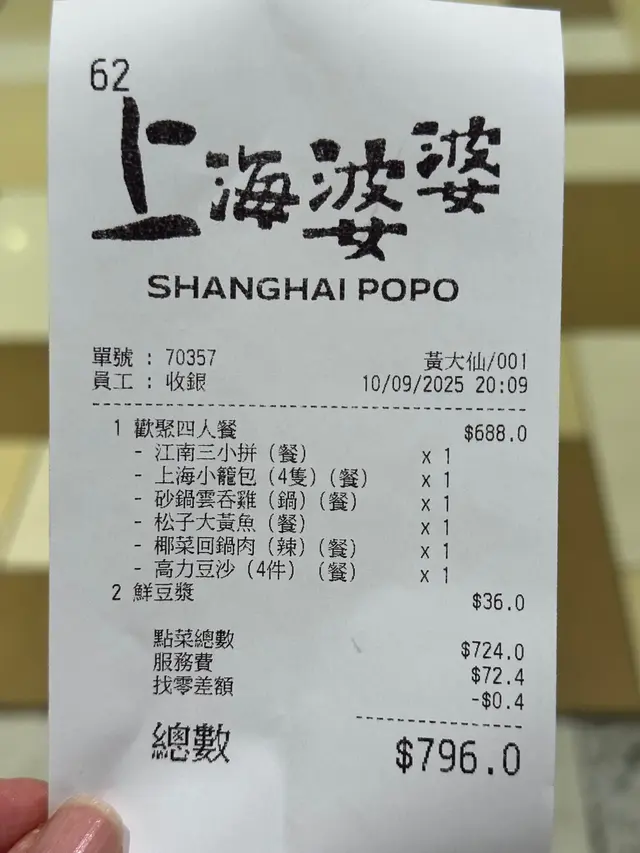 62
上海婆婆
SHANGHAI POPO
單號 : 70357 黃大仙/001
員工 : 收銀 10/09/2025 20:09
1 歡聚四人餐 $688.0
- 江南三小拼 (餐) x 1
- 上海小籠包 (4隻) (餐) x 1
- 砂鍋雲吞雞 (鍋) (餐) x 1
- 松子大黃魚 (餐) x 1
- 椰菜回鍋肉 (辣) (餐) x 1
- 高力豆沙 (4件) (餐) x 1
2 鮮豆漿 $36.0
點菜總數 $724.0
服務費 $72.4
找零差額 -$0.4
總數 $796.0